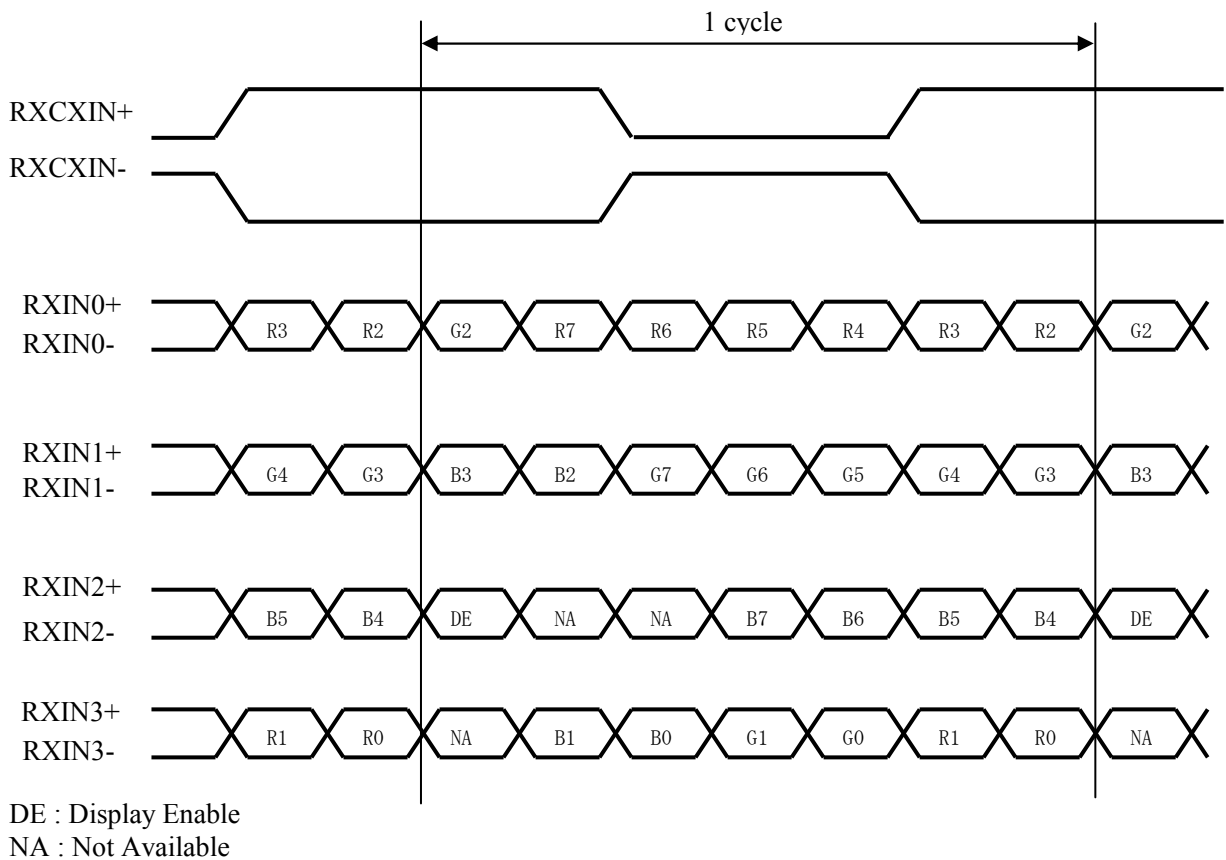 1 cycle
RXCXIN+
RXCXIN-
RXIN0+
R3 R2 G2 R7 R6 R5 R4 R3 R2 G2
RXIN0-
RXIN1+
G4 G3 B3 B2 G7 G6 G5 G4 G3 B3
RXIN1-
RXIN2+
B5 B4 DE NA NA B7 B6 B5 B4 DE
RXIN2-
RXIN3+
R1 R0 NA B1 B0 G1 G0 R1 R0 NA
RXIN3-
DE : Display Enable
NA : Not Available